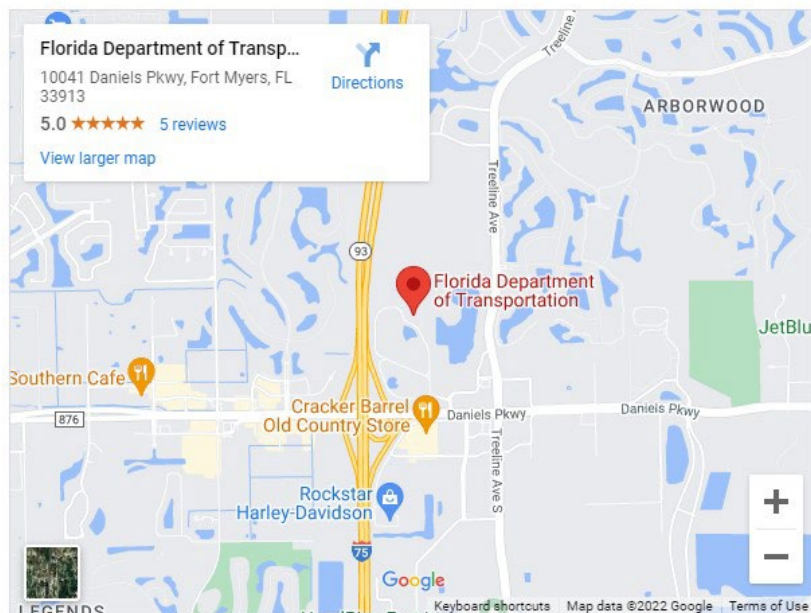 Florida Department of Transp...
10041 Daniels Pkwy, Fort Myers, FL
33913
Directions
5.0
5 reviews
View larger map
Treeline
ARBORWOOD
Treeline Ave
93
Florida Department
of Transportation
JetBlu
Southern Cafe
876
Cracker Barrel
Old Country Store
Daniels Pkwy
Daniels Pkwy
Treeline Ave S
Rockstar
Harley-Davidson
75
Google
LEGENDS
Keyboard shortcuts
Map data ©2022 Google
Terms of Use